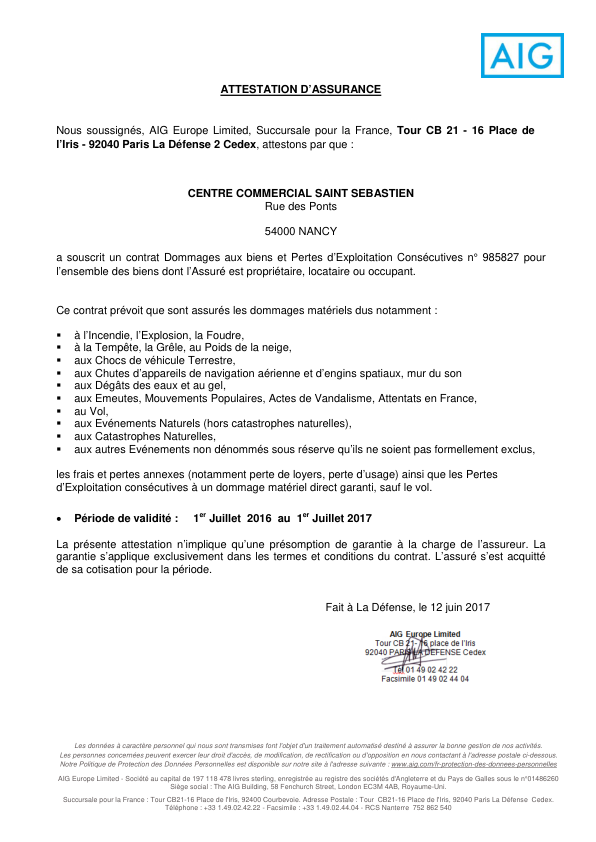 AIG
ATTESTATION D'ASSURANCE
Nous soussignés, AIG Europe Limited, Succursale pour la France, Tour CB 21 - 16 Place de
l'Iris - 92040 Paris La Défense 2 Cedex, attestons par que :
CENTRE COMMERCIAL SAINT SEBASTIEN
Rue des Ponts
54000 NANCY
a souscrit un contrat Dommages aux biens et Pertes d'Exploitation Consécutives n° 985827 pour
l'ensemble des biens dont l'Assuré est propriétaire, locataire ou occupant.
Ce contrat prévoit que sont assurés les dommages matériels dus notamment :
▪ à l'Incendie, l'Explosion, la Foudre,
▪ à la Tempête, la Grêle, au Poids de la neige,
▪ aux Chocs de véhicule Terrestre,
▪ aux Chutes d'appareils de navigation aérienne et d'engins spatiaux, mur du son
▪ aux Dégâts des eaux et au gel,
▪ aux Emeutes, Mouvements Populaires, Actes de Vandalisme, Attentats en France,
▪ au Vol,
▪ aux Evénements Naturels (hors catastrophes naturelles),
▪ aux Catastrophes Naturelles,
▪ aux autres Evénements non dénommés sous réserve qu'ils ne soient pas formellement exclus,
les frais et pertes annexes (notamment perte de loyers, perte d'usage) ainsi que les Pertes
d'Exploitation consécutives à un dommage matériel direct garanti, sauf le vol.
• Période de validité : 1er Juillet 2016 au 1er Juillet 2017
La présente attestation n'implique qu'une présomption de garantie à la charge de l'assureur. La
garantie s'applique exclusivement dans les termes et conditions du contrat. L'assuré s'est acquitté
de sa cotisation pour la période.
Fait à La Défense, le 12 juin 2017
AIG Europe Limited
Tour CB 21-16 place de l'Iris
92040 PARIS LA DEFENSE Cedex
Tél 01 49 02 42 22
Facsimile 01 49 02 44 04
Les données à caractère personnel qui nous sont transmises font l'objet d'un traitement automatisé destiné à assurer la bonne gestion de nos activités.
Les personnes concernées peuvent exercer leur droit d'accès, de modification, de rectification ou d'opposition en nous contactant à l'adresse postale ci-dessous.
Notre Politique de Protection des Données Personnelles est disponible sur notre site à l'adresse suivante : www.aig.com/fr-protection-des-donnees-personnelles
AIG Europe Limited - Société au capital de 197 118 478 livres sterling, enregistrée au registre des sociétés d'Angleterre et du Pays de Galles sous le n°01486260
Siège social : The AIG Building, 58 Fenchurch Street, London EC3M 4AB, Royaume-Uni.
Succursale pour la France : Tour CB21-16 Place de l'Iris, 92400 Courbevoie. Adresse Postale : Tour CB21-16 Place de l'Iris, 92040 Paris La Défense Cedex.
Téléphone : +33 1.49.02.42.22 - Facsimile : +33 1.49.02.44.04 - RCS Nanterre 752 862 540